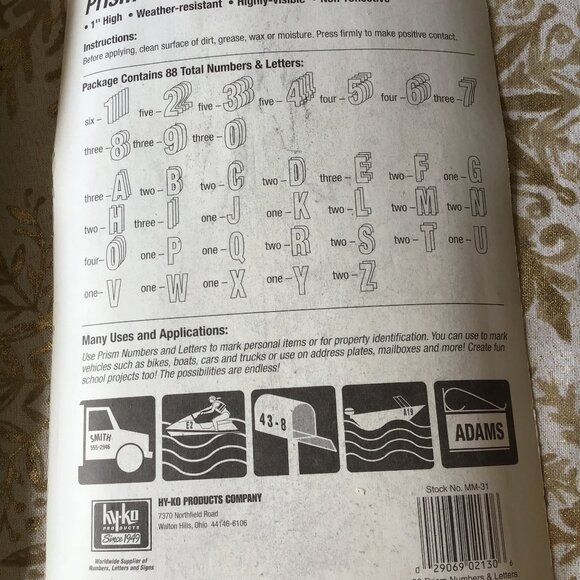 Prism
• 1" High • Weather-resistant • Highly-Visible • Non-reflective
Instructions:
Before applying, clean surface of dirt, grease, wax or moisture. Press firmly to make positive contact.
Package Contains 88 Total Numbers & Letters:
six – 1 five – 2 five – 3 five – 4 four – 5 four – 6 three – 7
three – 8 three – 9 three – 0
three – A two – B two – C two – D three – E two – F one – G
two – H three – I one – J one – K two – L two – M two – N
four – O one – P one – Q two – R two – S two – T one – U
one – V one – W one – X one – Y two – Z
Many Uses and Applications:
Use Prism Numbers and Letters to mark personal items or for property identification. You can use to mark
vehicles such as bikes, boats, cars and trucks or use on address plates, mailboxes and more! Create fun
school projects too! The possibilities are endless!
SMITH
555-2946
E2
43-8
A19
ADAMS
HY-KO
PRODUCTS
Since 1949
Worldwide Supplier of
Numbers, Letters and Signs
HY-KO PRODUCTS COMPANY
7370 Northfield Road
Walton Hills, Ohio 44146-6106
Stock No. MM-31
0 29069 02130 6
88 Prism Numbers & Letters